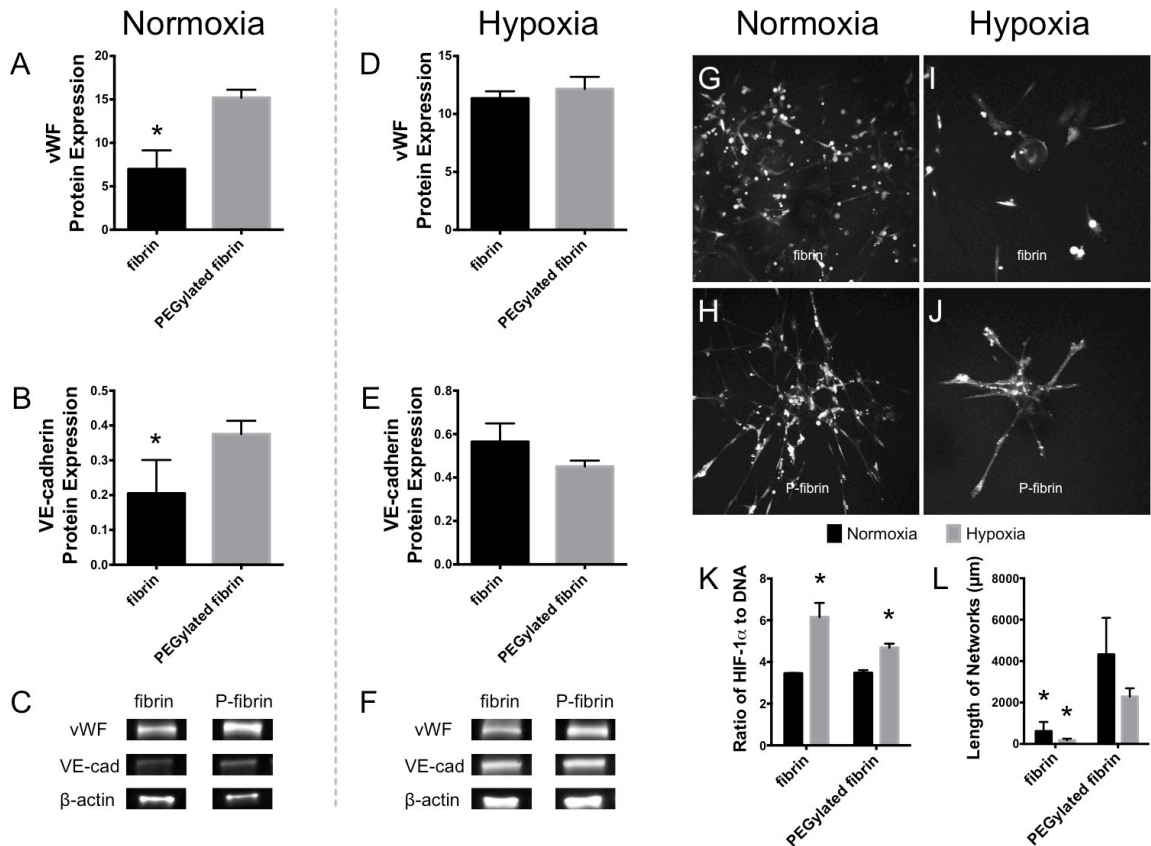 Normoxia
Hypoxia
Normoxia
Hypoxia
A
vWF
Protein Expression
20
15
10
5
0
*
fibrin
PEGylated fibrin
D
vWF
Protein Expression
15
10
5
0
fibrin
PEGylated fibrin
B
VE-cadherin
Protein Expression
0.5
0.4
0.3
0.2
0.1
0.0
*
fibrin
PEGylated fibrin
E
VE-cadherin
Protein Expression
0.8
0.6
0.4
0.2
0.0
fibrin
PEGylated fibrin
C
fibrin
P-fibrin
vWF
VE-cad
β-actin
F
fibrin
P-fibrin
vWF
VE-cad
β-actin
G
fibrin
I
fibrin
H
P-fibrin
J
P-fibrin
Normoxia
Hypoxia
K
Ratio of HIF-1α to DNA
8
6
4
2
0
*
*
fibrin
PEGylated fibrin
L
Length of Networks (µm)
8000
6000
4000
2000
0
*
*
fibrin
PEGylated fibrin